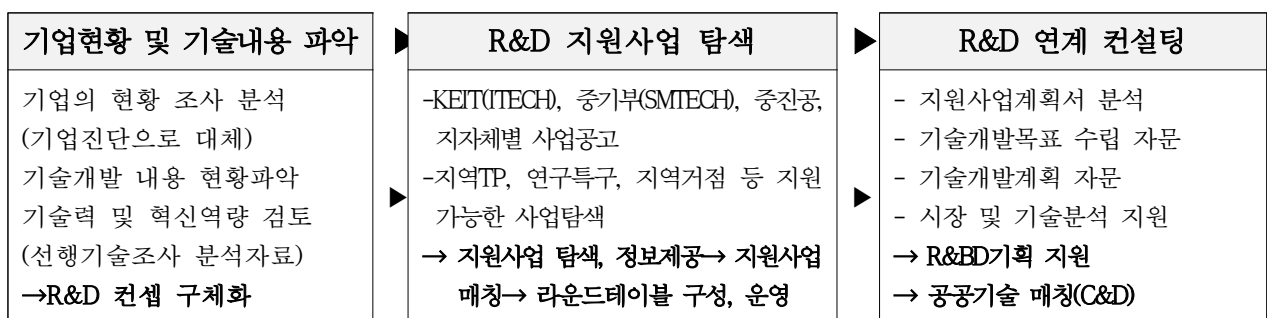 기업현황 및 기술내용 파악
기업의 현황 조사 분석
(기업진단으로 대체)
기술개발 내용 현황파악
기술력 및 혁신역량 검토
(선행기술조사 분석자료)
→R&D 컨셉 구체화
R&D 지원사업 탐색
-KEIT(ITECH), 중기부(SMTECH), 중진공,
지자체별 사업공고
-지역TP, 연구특구, 지역거점 등 지원
가능한 사업탐색
→ 지원사업 탐색, 정보제공→ 지원사업
매칭→ 라운드테이블 구성, 운영
R&D 연계 컨설팅
- 지원사업계획서 분석
- 기술개발목표 수립 자문
- 기술개발계획 자문
- 시장 및 기술분석 지원
→ R&BD기획 지원
→ 공공기술 매칭(C&D)